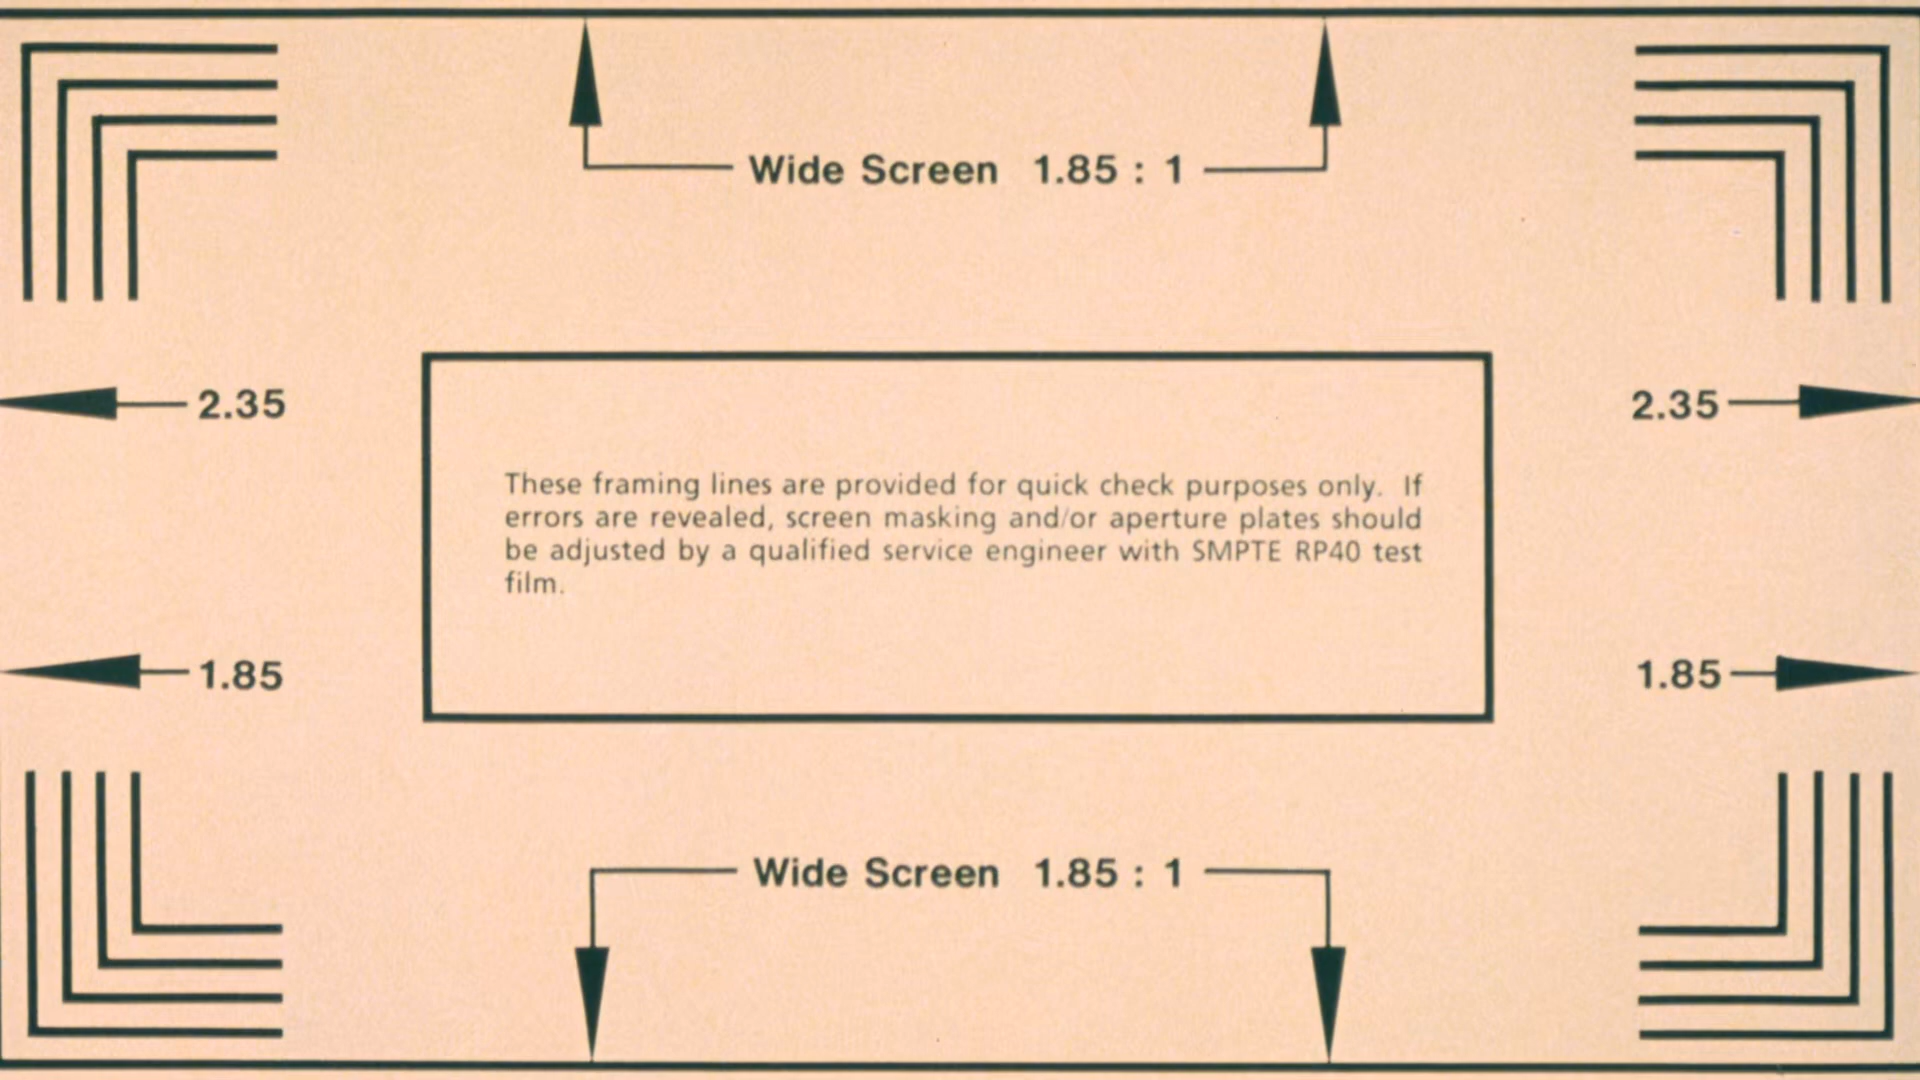 Wide Screen 1.85 : 1
2.35
2.35
These framing lines are provided for quick check purposes only. If
errors are revealed, screen masking and/or aperture plates should
be adjusted by a qualified service engineer with SMPTE RP40 test
film.
1.85
1.85
Wide Screen 1.85 : 1